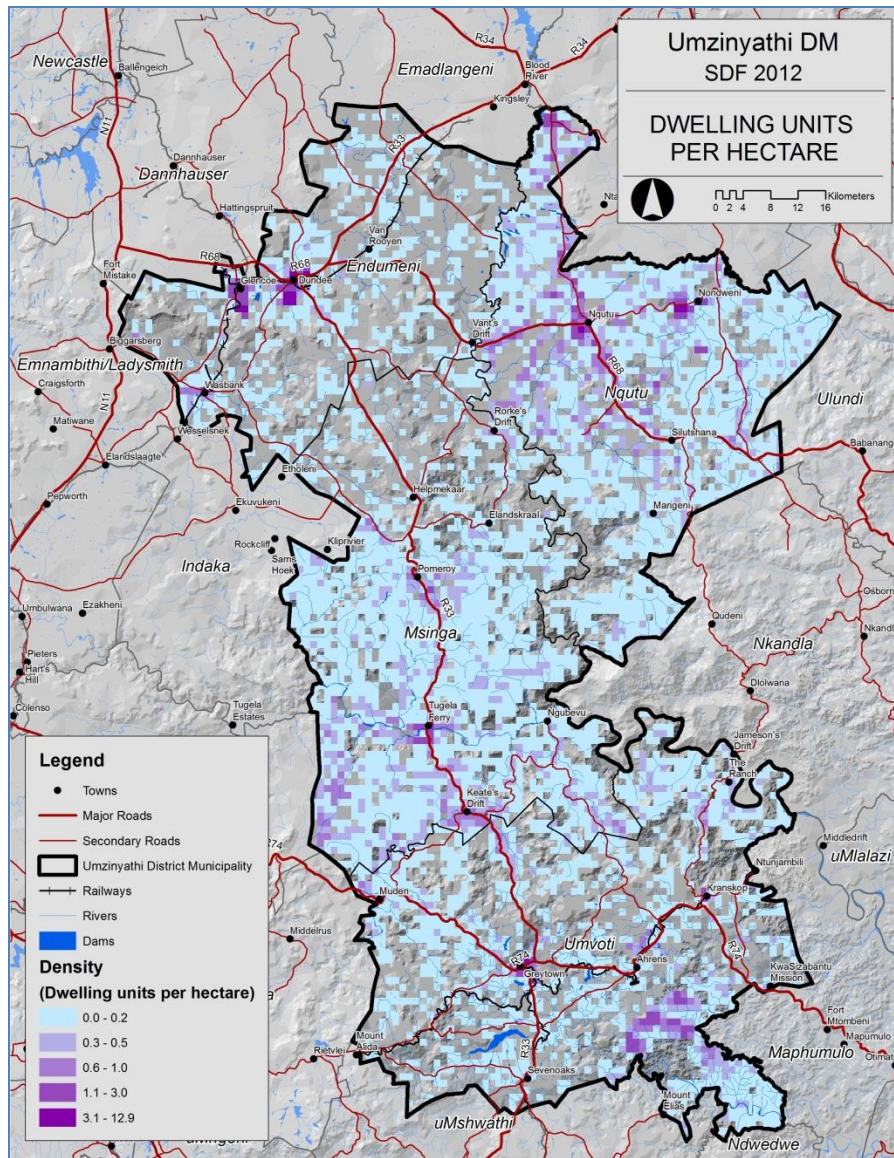 Umzinyathi DM
SDF 2012
DWELLING UNITS
PER HECTARE
Kilometers
0 2 4 8 12 16
Newcastle
Ballengeich
N11
R34
R34
Emadlangeni
Blood
River
Kingsley
R33
Dannhauser
Dannhauser
Hattingspruit
Van
Rooyen
Endumeni
R68
R68
Glencoe
Dundee
Fort
Mistake
Biggarsberg
Emnambithi/Ladysmith
Craigsforth
Matiwane
N11
Wasbank
Wesselsnek
Elandslaagte
Pepworth
Vant's
Drift
Nqutu
Nondweni
R68
Nqutu
Ulundi
Rorke's
Drift
Silutshana
Babanang
Etholeni
Helpmekaar
Ekuvukeni
Elandskraal
Mangeni
Rockcliff
Sams
Hoek
Kliprivier
Indaka
Pomeroy
R33
Msinga
Umbulwana
Ezakheni
Qudeni
Osborn
Nkandl
Nkandla
Pieters
Hart's
Hill
Colenso
Tugela
Estates
Dlolwana
Tugela
Ferry
Ngubevu
Jameson's
Drift
The
Ranch
Keate's
Drift
Middledrift
uMlalazi
Ntunjambili
R74
Muden
Kranskop
Middelrus
Umvoti
R74
R74
Greytown
Ahrens
KwaSizabantu
Mission
Fort
Mtombeni
Mapumulo
Otimat
Maphumulo
Mount
Alida
Rietvlei
R33
Sevenoaks
Mount
Elias
uMshwathi
Ndwedwe
Legend
Towns
Major Roads
Secondary Roads
Umzinyathi District Municipality
Railways
Rivers
Dams
Density
(Dwelling units per hectare)
0.0 - 0.2
0.3 - 0.5
0.6 - 1.0
1.1 - 3.0
3.1 - 12.9